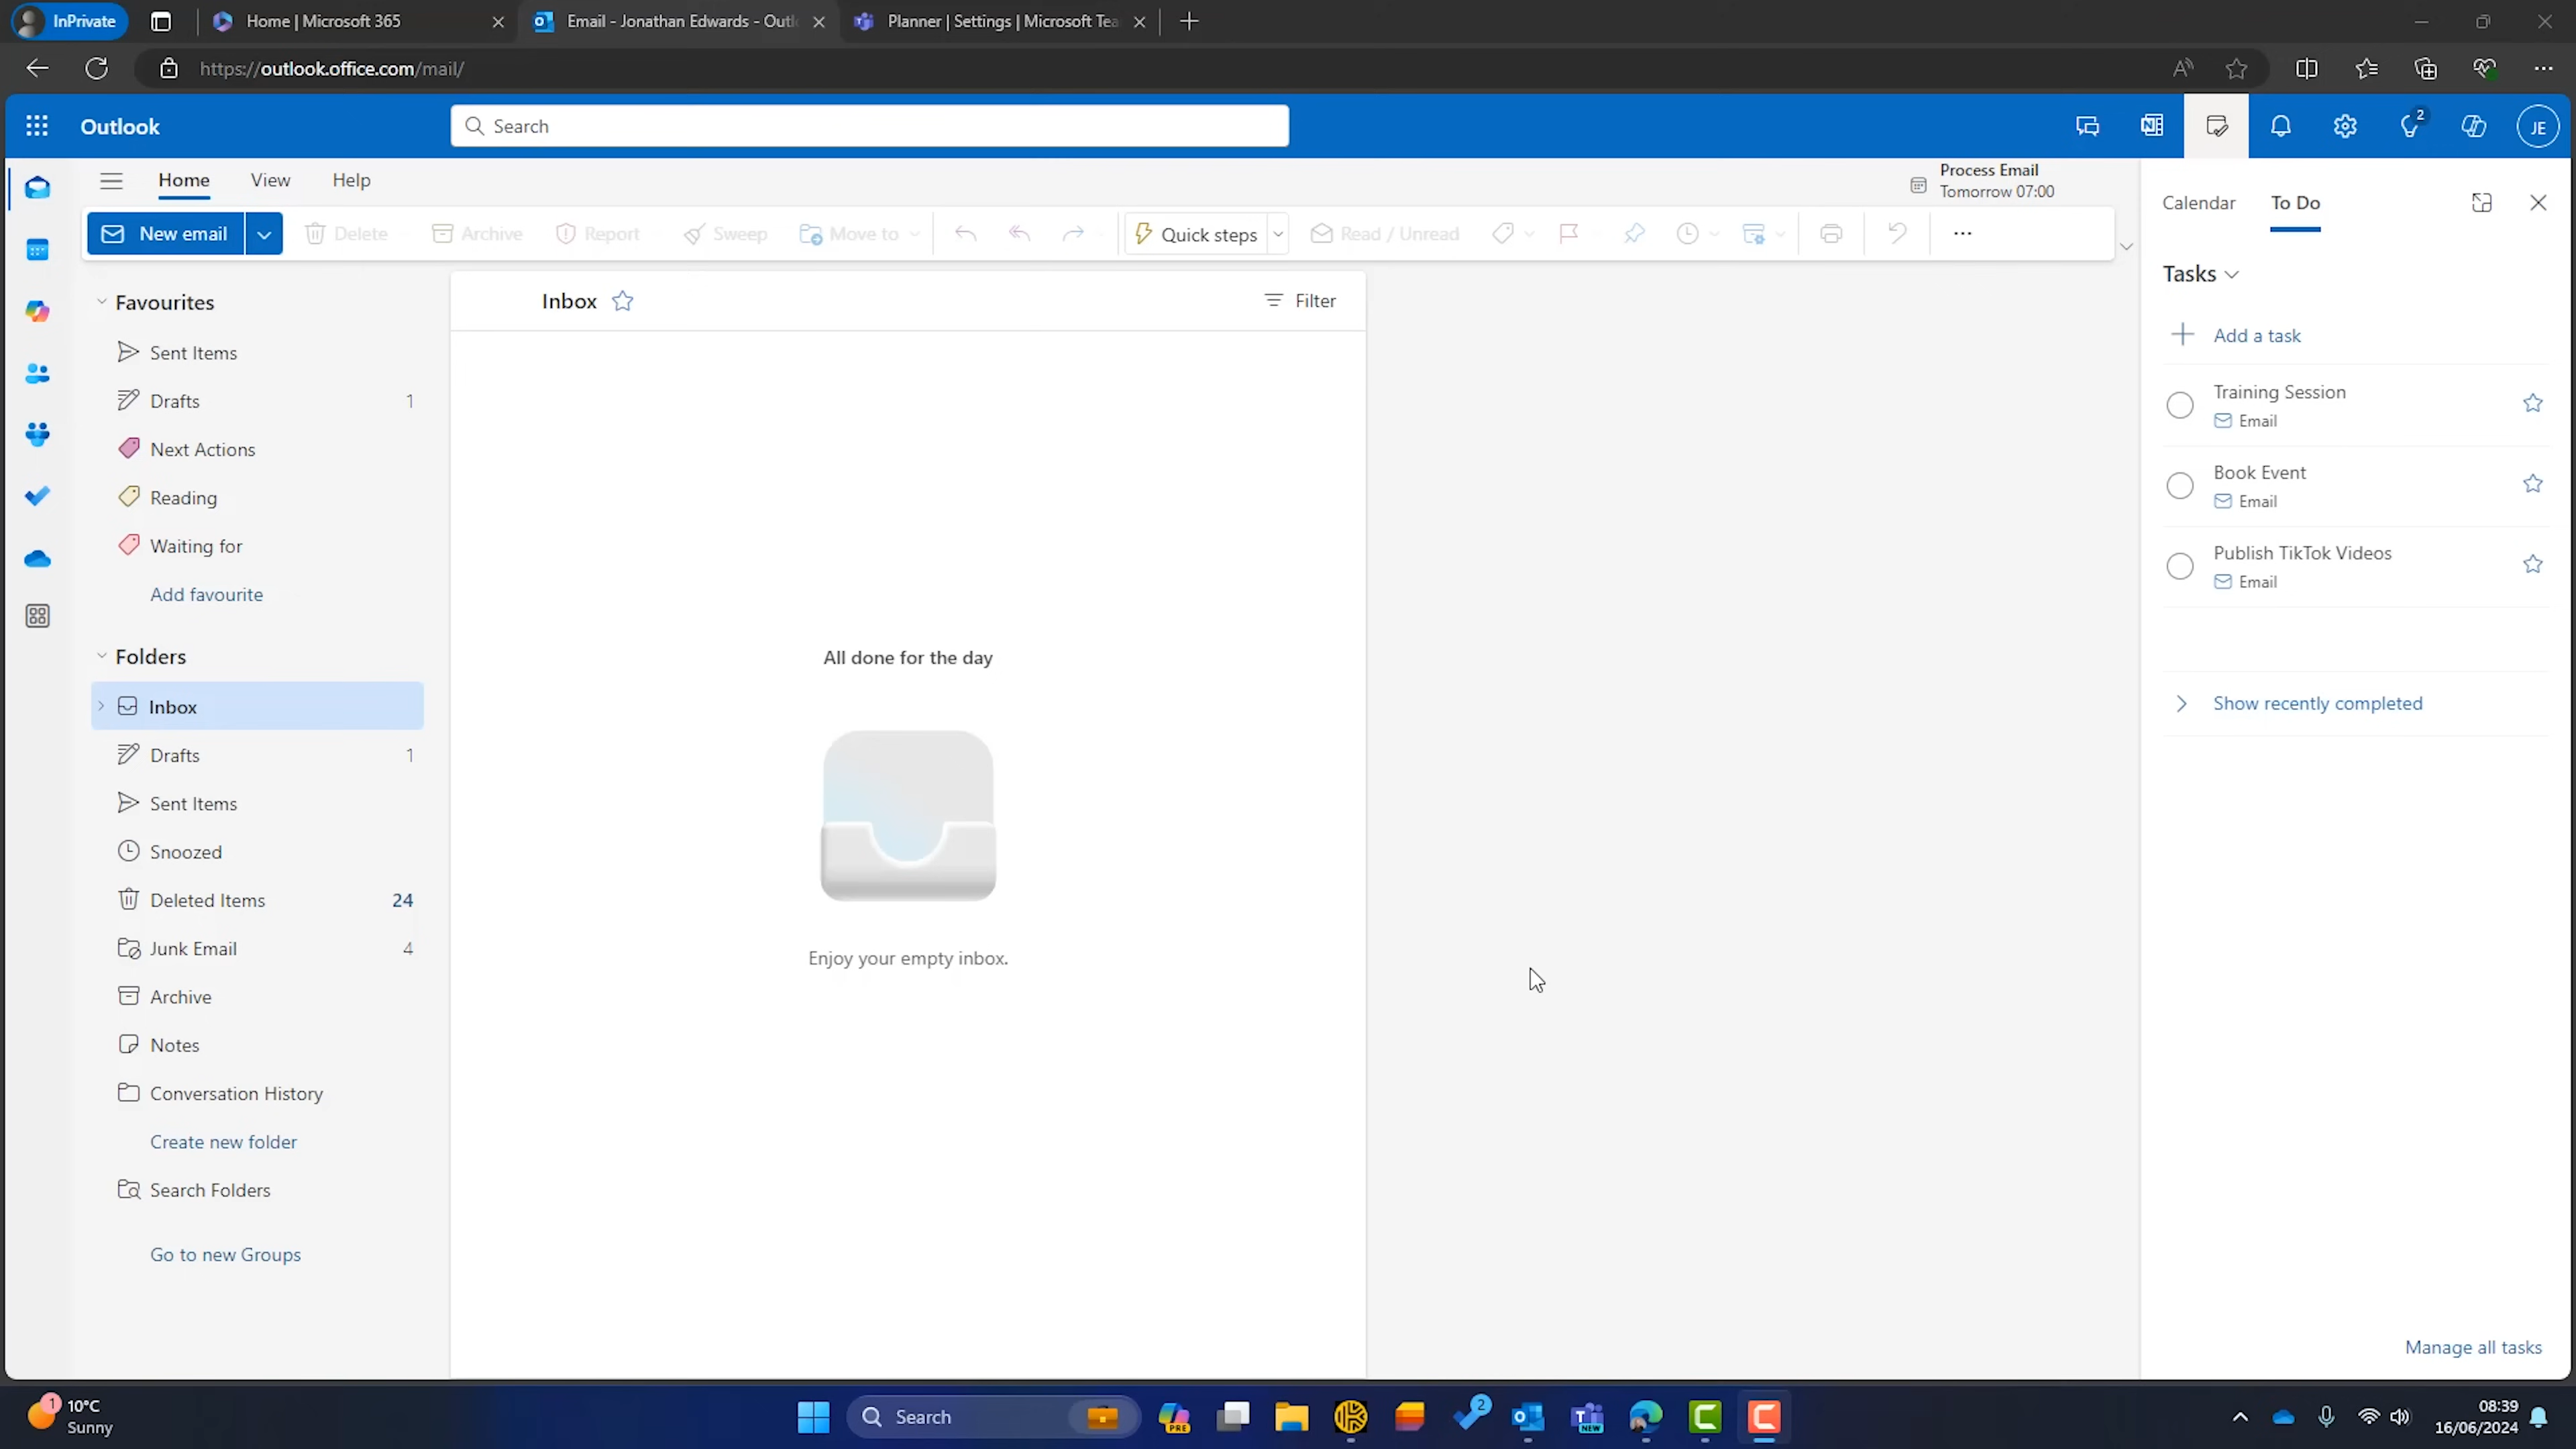 InPrivate
Home | Microsoft 365
Email - Jonathan Edwards - Outl
Planner | Settings | Microsoft Tea
https://outlook.office.com/mail/
Outlook
Search
2
JE
Home
View
Help
Process Email
Tomorrow 07:00
New email
Delete
Archive
Report
Sweep
Move to
Quick steps
Read / Unread
Calendar
To Do
Favourites
Sent Items
Drafts 1
Next Actions
Reading
Waiting for
Add favourite
Folders
Inbox
Drafts 1
Sent Items
Snoozed
Deleted Items 24
Junk Email 4
Archive
Notes
Conversation History
Create new folder
Search Folders
Go to new Groups
Inbox
Filter
All done for the day
Enjoy your empty inbox.
Tasks
Add a task
Training Session
Email
Book Event
Email
Publish TikTok Videos
Email
Show recently completed
Manage all tasks
1
10°C
Sunny
Search
PRE
2
NEW
08:39
16/06/2024